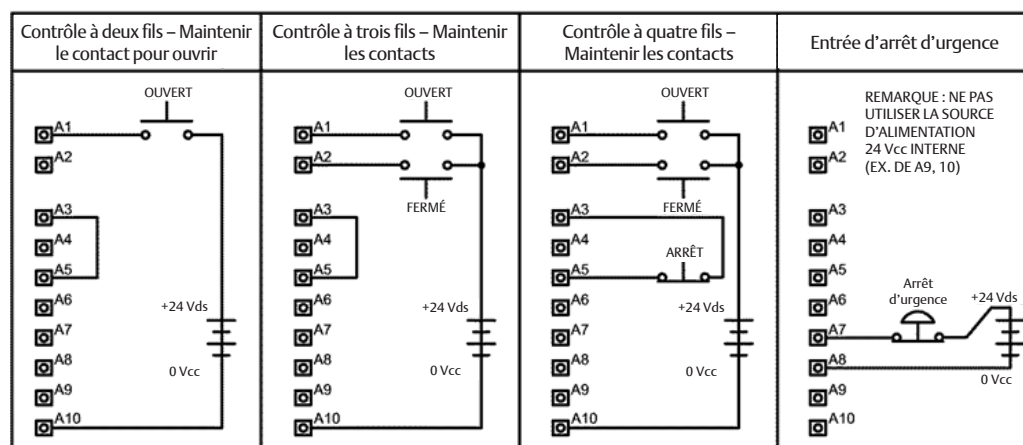 Contrôle à deux fils – Maintenir
le contact pour ouvrir
Contrôle à trois fils – Maintenir
les contacts
Contrôle à quatre fils –
Maintenir les contacts
Entrée d'arrêt d'urgence
OUVERT
A1
A2
A3
A4
A5
A6
A7
A8
A9
A10
+24 Vds
0 Vcc
OUVERT
FERMÉ
A1
A2
A3
A4
A5
A6
A7
A8
A9
A10
+24 Vds
0 Vcc
OUVERT
FERMÉ
ARRÊT
A1
A2
A3
A4
A5
A6
A7
A8
A9
A10
+24 Vds
0 Vcc
REMARQUE : NE PAS
UTILISER LA SOURCE
D'ALIMENTATION
24 Vcc INTERNE
(EX. DE A9, 10)
A1
A2
A3
A4
A5
A6
A7
A8
A9
A10
Arrêt
d'urgence
+24 Vds
0 Vcc